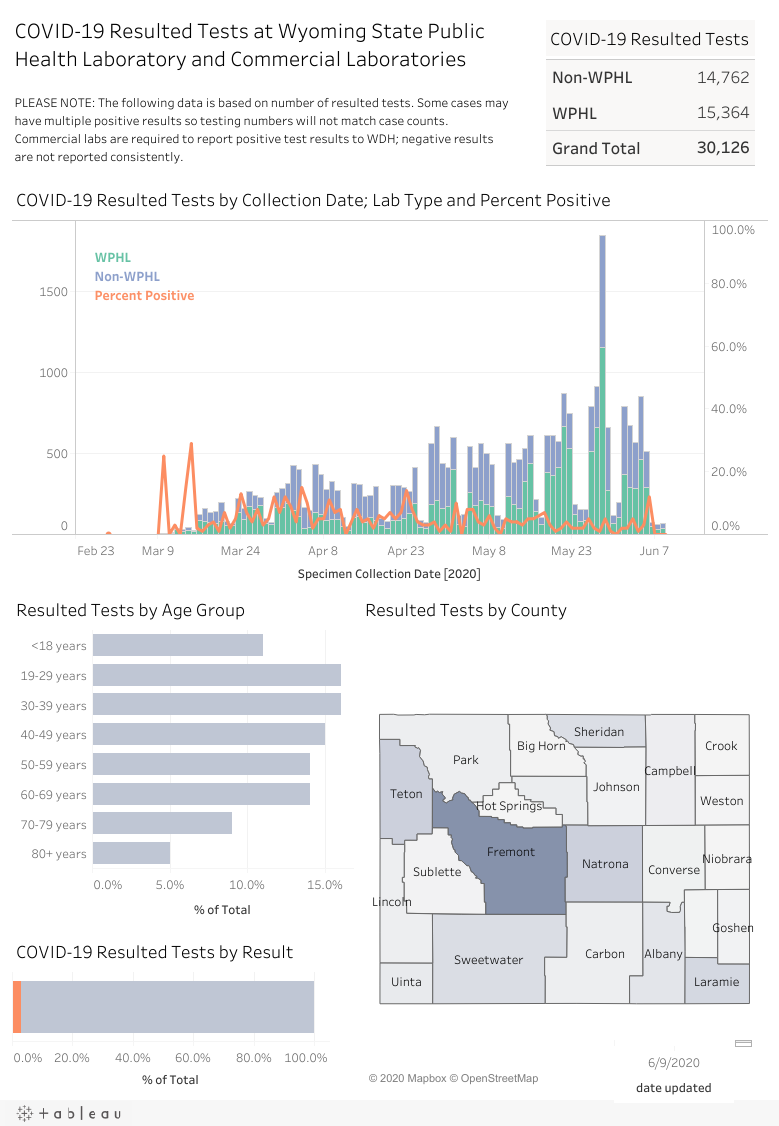 COVID-19 Resulted Tests at Wyoming State Public
Health Laboratory and Commercial Laboratories
PLEASE NOTE: The following data is based on number of resulted tests. Some cases may
have multiple positive results so testing numbers will not match case counts.
Commercial labs are required to report positive test results to WDH; negative results
are not reported consistently.
COVID-19 Resulted Tests
Non-WPHL 14,762
WPHL 15,364
Grand Total 30,126
COVID-19 Resulted Tests by Collection Date; Lab Type and Percent Positive
WPHL
Non-WPHL
Percent Positive
1500
1000
500
0
100.0%
80.0%
60.0%
40.0%
20.0%
0.0%
Feb 23 Mar 9 Mar 24 Apr 8 Apr 23 May 8 May 23 Jun 7
Specimen Collection Date [2020]
Resulted Tests by Age Group
<18 years
19-29 years
30-39 years
40-49 years
50-59 years
60-69 years
70-79 years
80+ years
0.0% 5.0% 10.0% 15.0%
% of Total
COVID-19 Resulted Tests by Result
0.0% 20.0% 40.0% 60.0% 80.0% 100.0%
% of Total
Resulted Tests by County
Sheridan
Big Horn
Crook
Park
Campbell
Johnson
Teton
Weston
Hot Springs
Fremont
Niobrara
Natrona
Converse
Sublette
Lincoln
Goshen
Carbon
Albany
Sweetwater
Uinta
Laramie
© 2020 Mapbox © OpenStreetMap
6/9/2020
date updated
+ a b l e a u